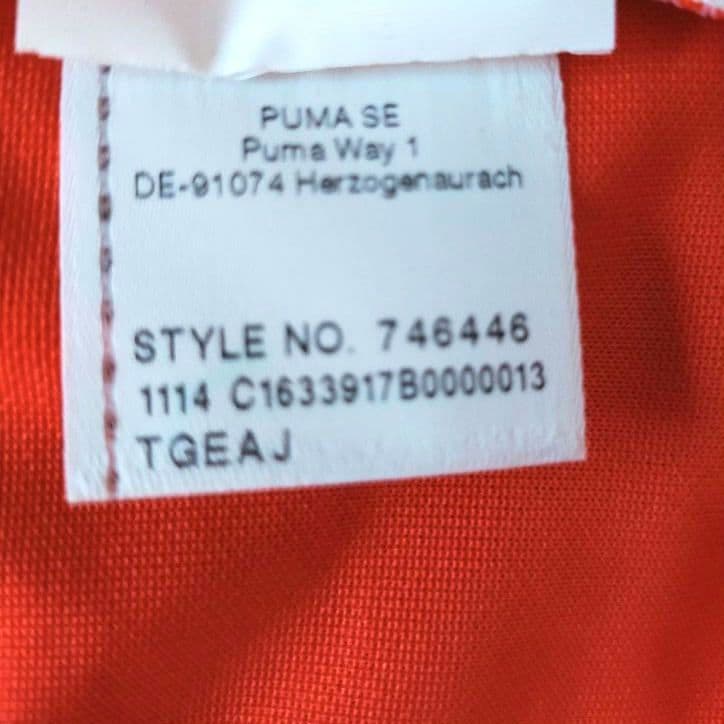 PUMA SE
Puma Way 1
DE-91074 Herzogenaurach
STYLE NO. 746446
1114 C1633917B0000013
TGEAJ